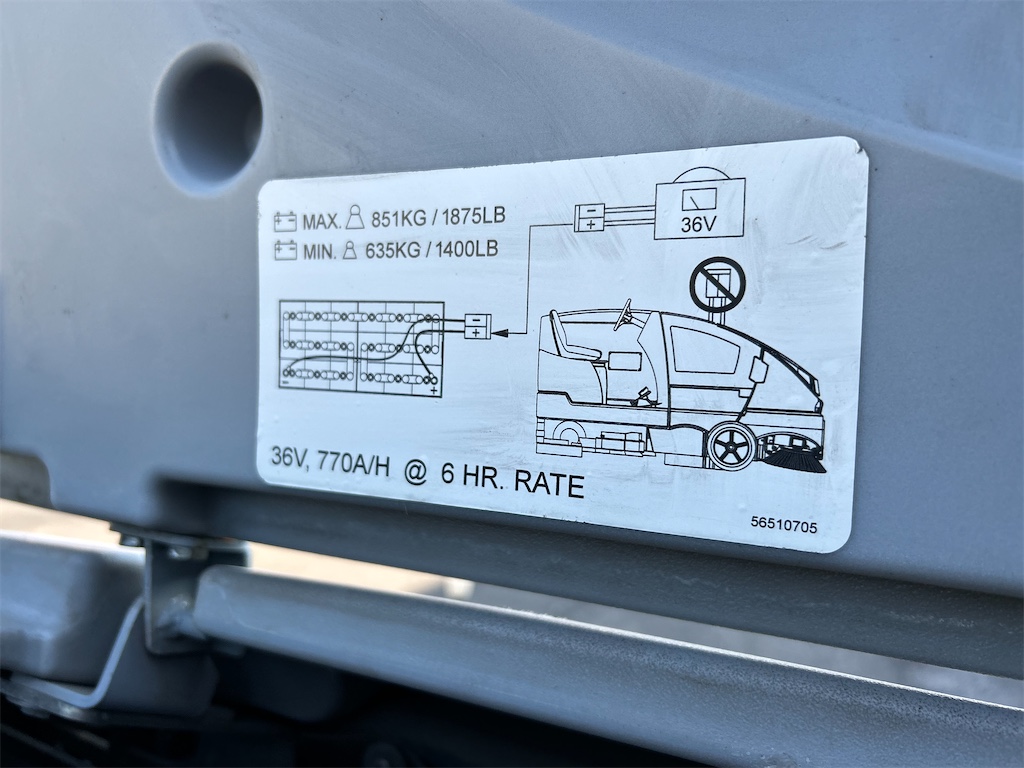 MAX. 851KG / 1875LB
MIN. 635KG / 1400LB
36V
36V, 770A/H @ 6 HR. RATE
56510705